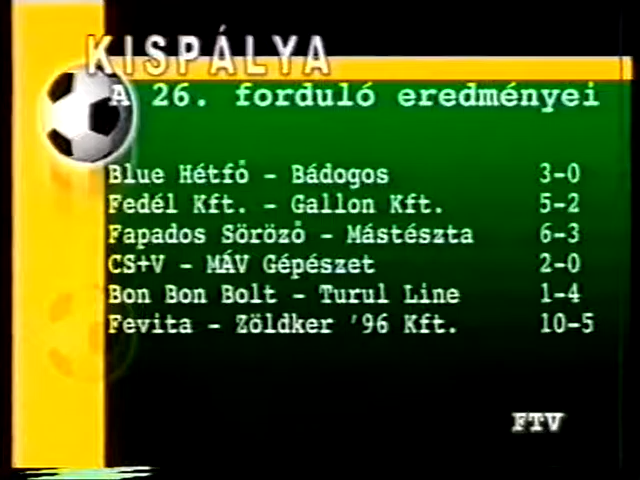 KISPÁLYA
A 26. forduló eredményei
Blue Hétfő - Bádogos 3-0
Fedél Kft. - Gallon Kft. 5-2
Fapados Söröző - Mástészta 6-3
CS+V - MÁV Gépészet 2-0
Bon Bon Bolt - Turul Line 1-4
Fevita - Zöldker '96 Kft. 10-5
FTV